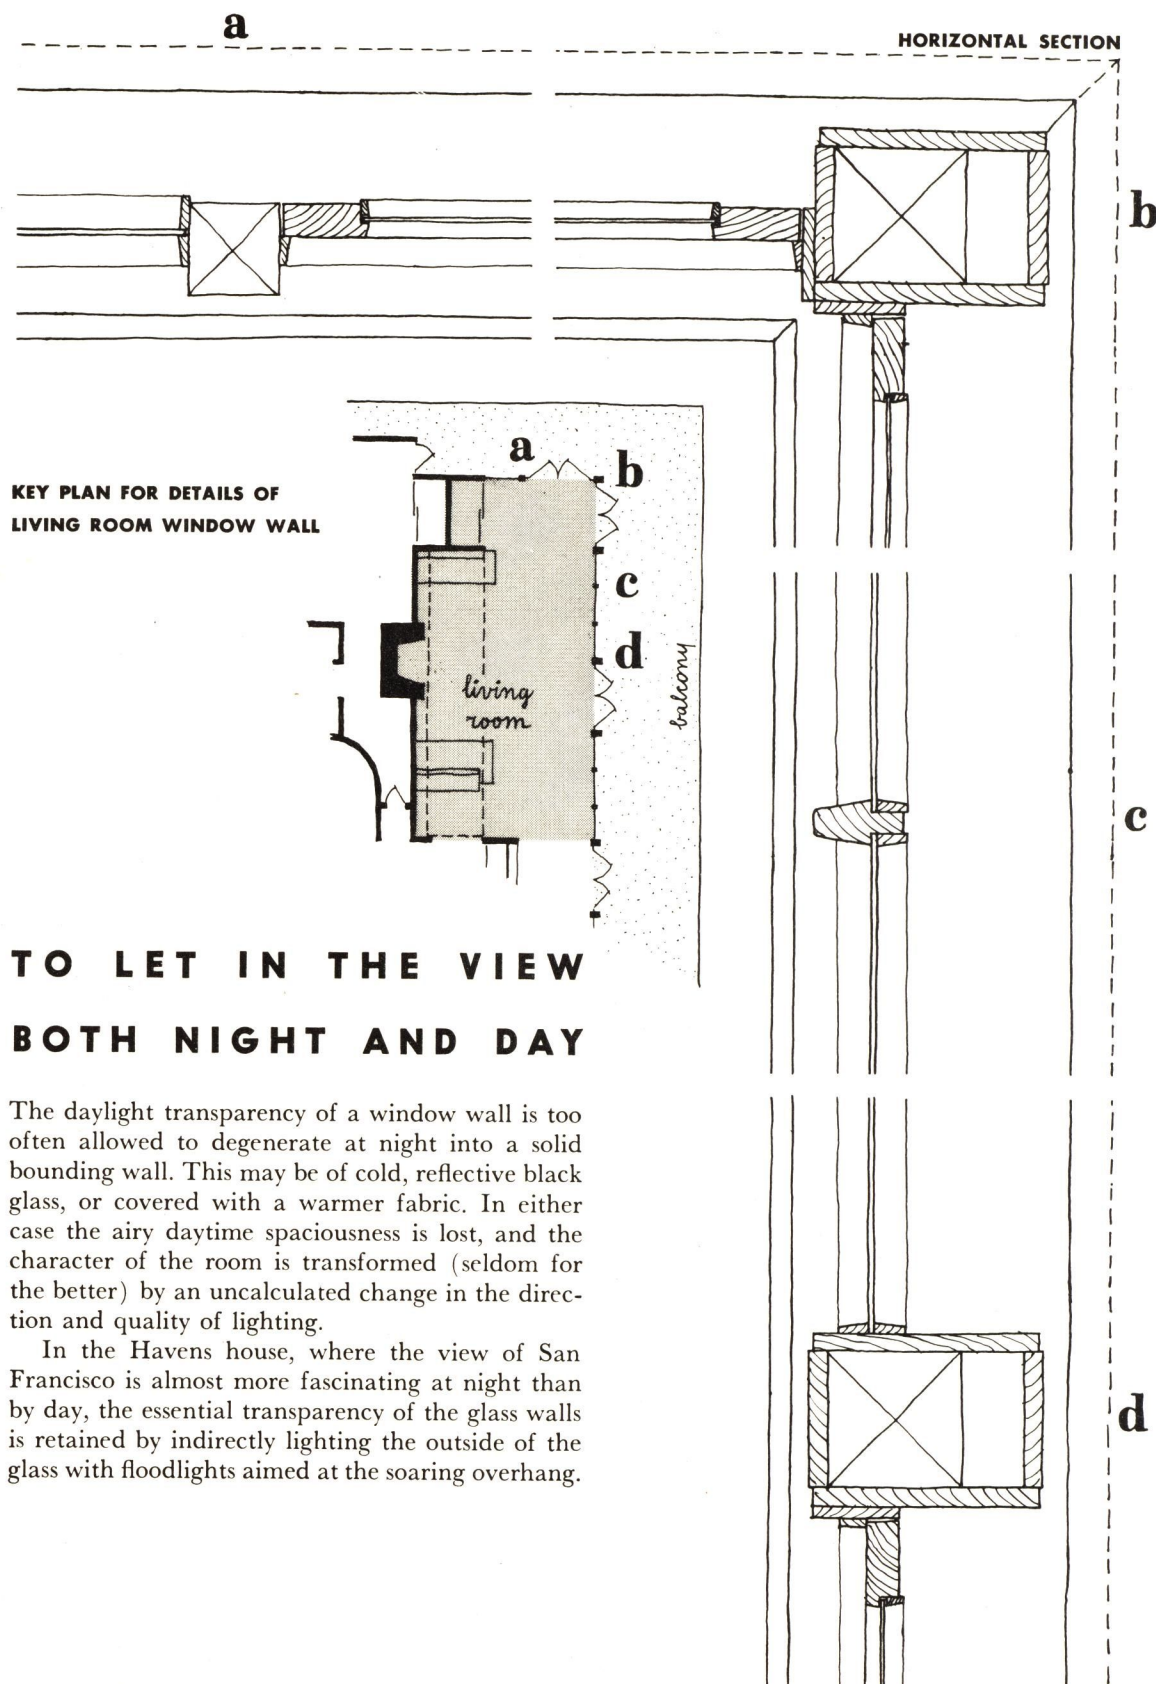 a
HORIZONTAL SECTION
b
KEY PLAN FOR DETAILS OF
LIVING ROOM WINDOW WALL
a
b
c
d
living
room
balcony
c
d
TO LET IN THE VIEW
BOTH NIGHT AND DAY
The daylight transparency of a window wall is too
often allowed to degenerate at night into a solid
bounding wall. This may be of cold, reflective black
glass, or covered with a warmer fabric. In either
case the airy daytime spaciousness is lost, and the
character of the room is transformed (seldom for
the better) by an uncalculated change in the direc-
tion and quality of lighting.
In the Havens house, where the view of San
Francisco is almost more fascinating at night than
by day, the essential transparency of the glass walls
is retained by indirectly lighting the outside of the
glass with floodlights aimed at the soaring overhang.